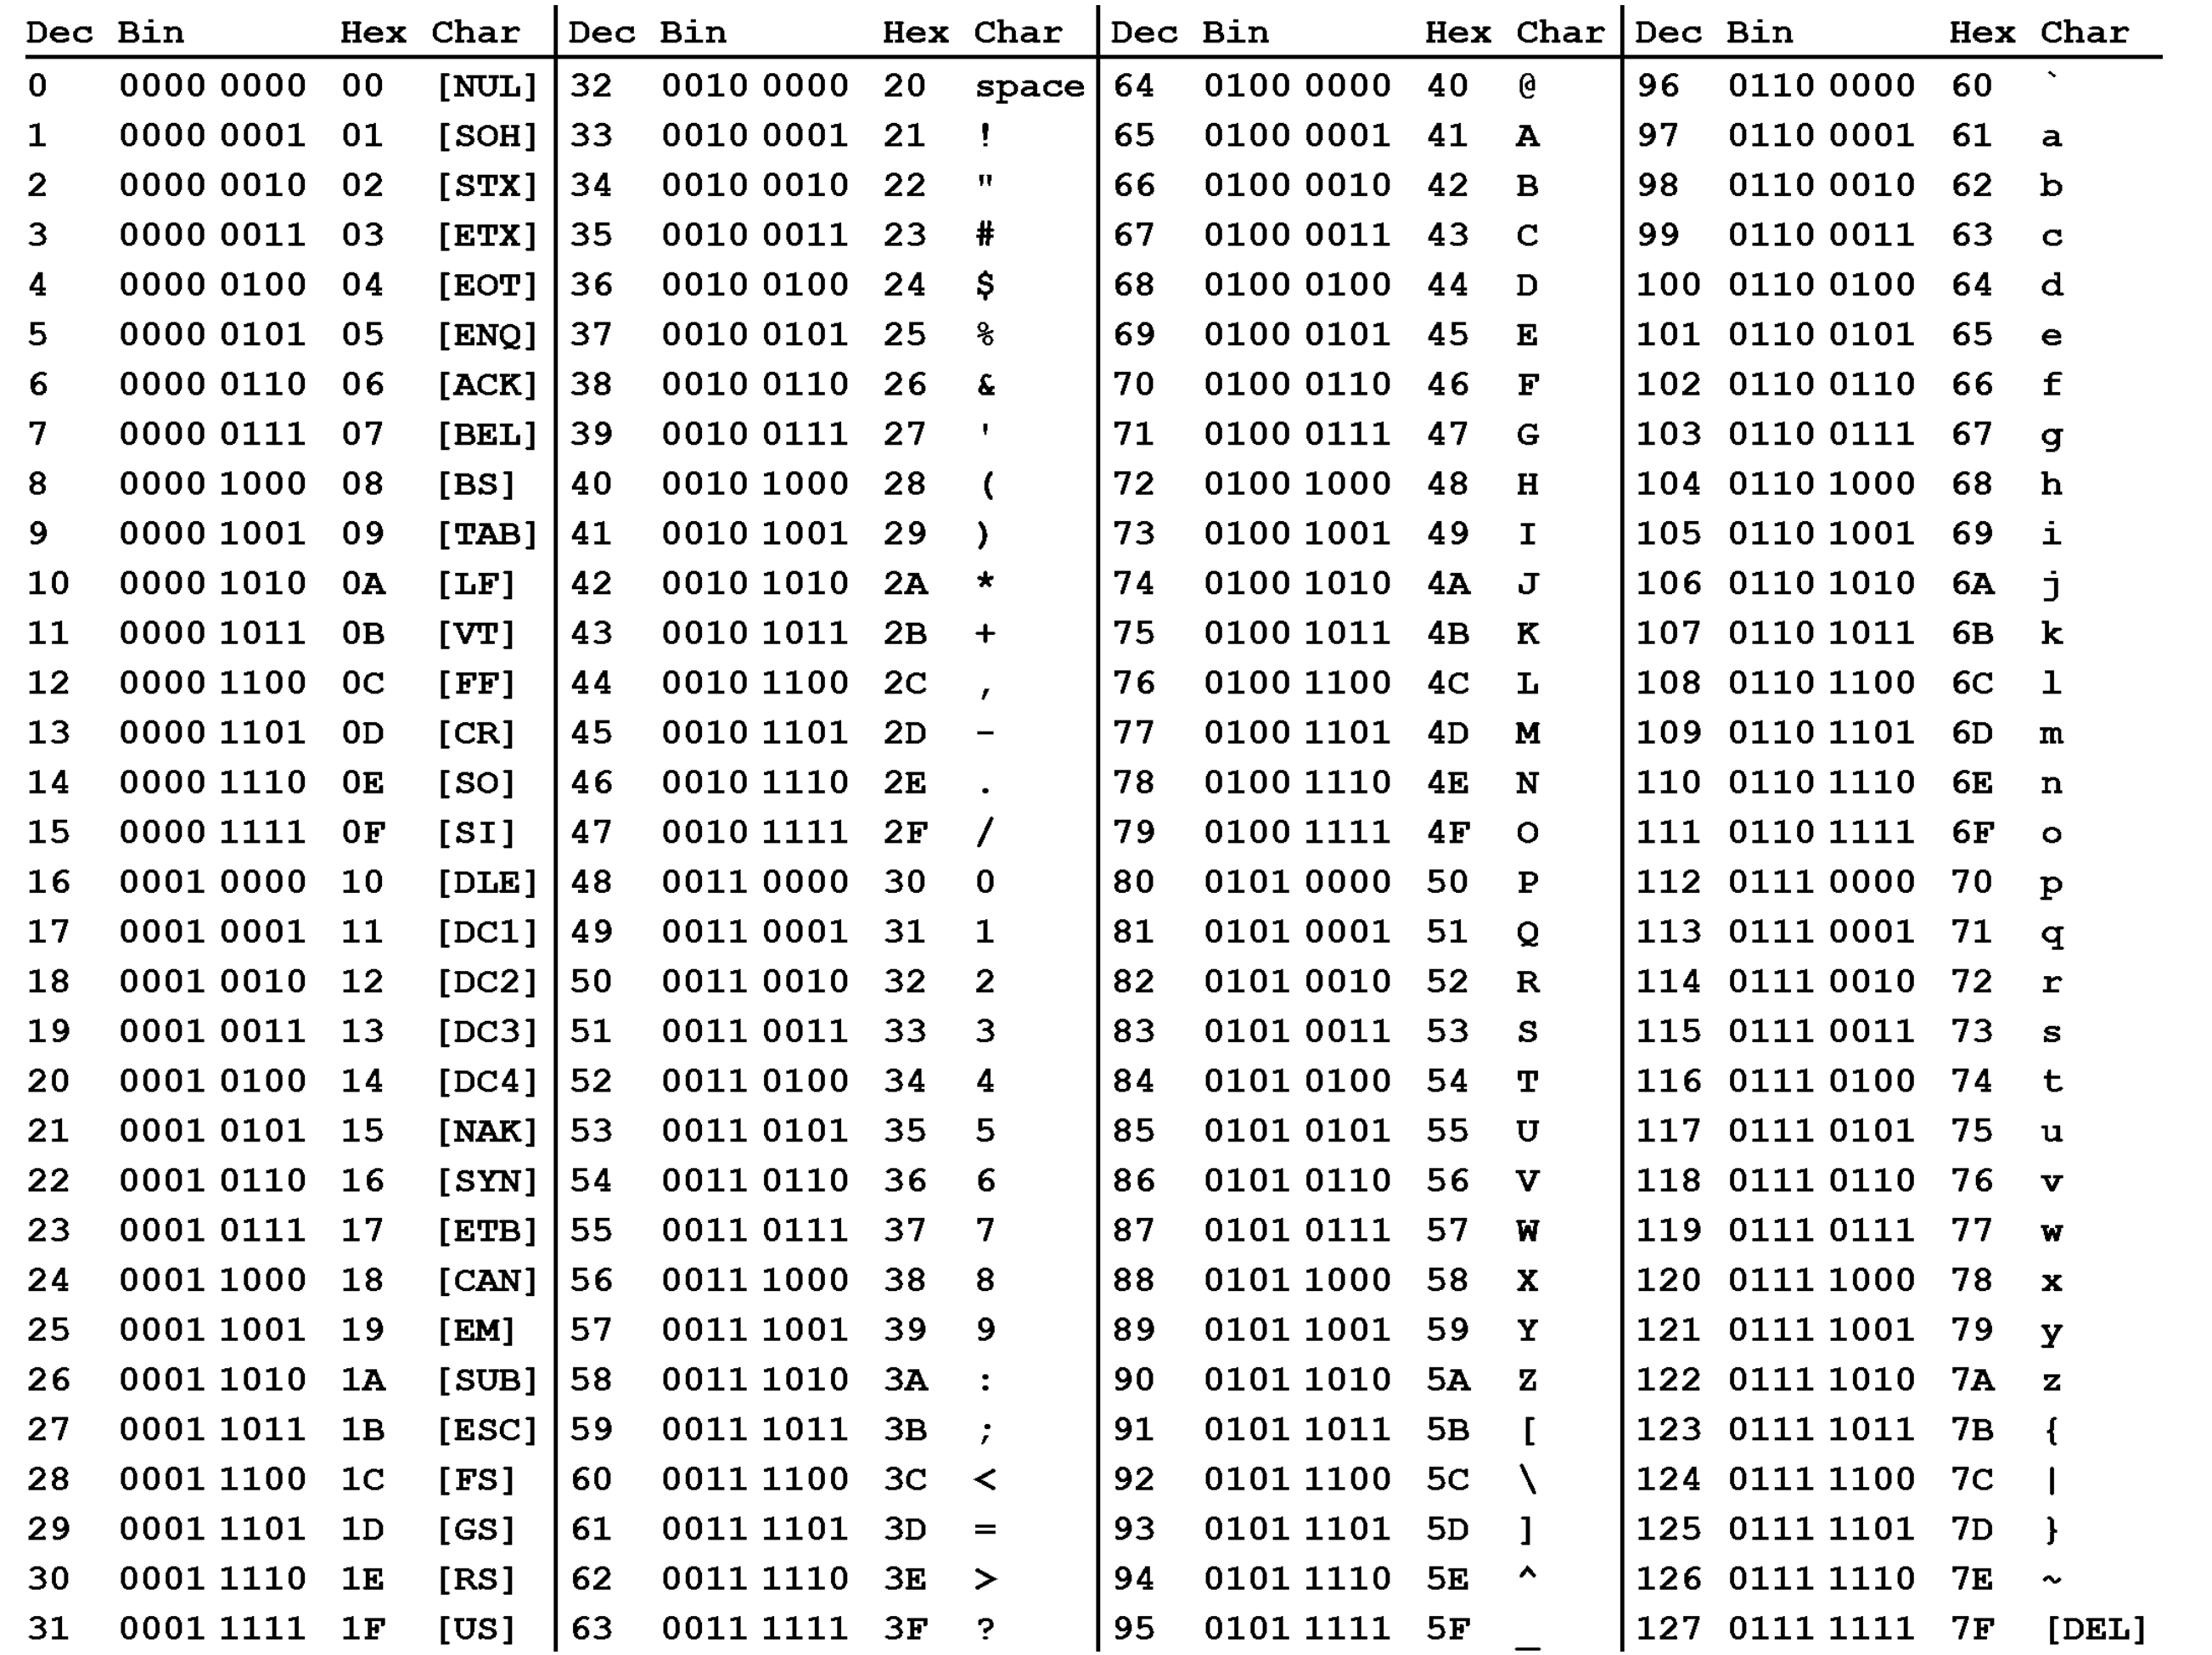 Dec Bin Hex Char Dec Bin Hex Char Dec Bin Hex Char Dec Bin Hex Char
0 0000 0000 00 [NUL] 32 0010 0000 20 space 64 0100 0000 40 @ 96 0110 0000 60 `
1 0000 0001 01 [SOH] 33 0010 0001 21 ! 65 0100 0001 41 A 97 0110 0001 61 a
2 0000 0010 02 [STX] 34 0010 0010 22 " 66 0100 0010 42 B 98 0110 0010 62 b
3 0000 0011 03 [ETX] 35 0010 0011 23 # 67 0100 0011 43 C 99 0110 0011 63 c
4 0000 0100 04 [EOT] 36 0010 0100 24 $ 68 0100 0100 44 D 100 0110 0100 64 d
5 0000 0101 05 [ENQ] 37 0010 0101 25 % 69 0100 0101 45 E 101 0110 0101 65 e
6 0000 0110 06 [ACK] 38 0010 0110 26 & 70 0100 0110 46 F 102 0110 0110 66 f
7 0000 0111 07 [BEL] 39 0010 0111 27 ' 71 0100 0111 47 G 103 0110 0111 67 g
8 0000 1000 08 [BS] 40 0010 1000 28 ( 72 0100 1000 48 H 104 0110 1000 68 h
9 0000 1001 09 [TAB] 41 0010 1001 29 ) 73 0100 1001 49 I 105 0110 1001 69 i
10 0000 1010 0A [LF] 42 0010 1010 2A * 74 0100 1010 4A J 106 0110 1010 6A j
11 0000 1011 0B [VT] 43 0010 1011 2B + 75 0100 1011 4B K 107 0110 1011 6B k
12 0000 1100 0C [FF] 44 0010 1100 2C , 76 0100 1100 4C L 108 0110 1100 6C l
13 0000 1101 0D [CR] 45 0010 1101 2D - 77 0100 1101 4D M 109 0110 1101 6D m
14 0000 1110 0E [SO] 46 0010 1110 2E . 78 0100 1110 4E N 110 0110 1110 6E n
15 0000 1111 0F [SI] 47 0010 1111 2F / 79 0100 1111 4F O 111 0110 1111 6F o
16 0001 0000 10 [DLE] 48 0011 0000 30 0 80 0101 0000 50 P 112 0111 0000 70 p
17 0001 0001 11 [DC1] 49 0011 0001 31 1 81 0101 0001 51 Q 113 0111 0001 71 q
18 0001 0010 12 [DC2] 50 0011 0010 32 2 82 0101 0010 52 R 114 0111 0010 72 r
19 0001 0011 13 [DC3] 51 0011 0011 33 3 83 0101 0011 53 S 115 0111 0011 73 s
20 0001 0100 14 [DC4] 52 0011 0100 34 4 84 0101 0100 54 T 116 0111 0100 74 t
21 0001 0101 15 [NAK] 53 0011 0101 35 5 85 0101 0101 55 U 117 0111 0101 75 u
22 0001 0110 16 [SYN] 54 0011 0110 36 6 86 0101 0110 56 V 118 0111 0110 76 v
23 0001 0111 17 [ETB] 55 0011 0111 37 7 87 0101 0111 57 W 119 0111 0111 77 w
24 0001 1000 18 [CAN] 56 0011 1000 38 8 88 0101 1000 58 X 120 0111 1000 78 x
25 0001 1001 19 [EM] 57 0011 1001 39 9 89 0101 1001 59 Y 121 0111 1001 79 y
26 0001 1010 1A [SUB] 58 0011 1010 3A : 90 0101 1010 5A Z 122 0111 1010 7A z
27 0001 1011 1B [ESC] 59 0011 1011 3B ; 91 0101 1011 5B [ 123 0111 1011 7B {
28 0001 1100 1C [FS] 60 0011 1100 3C < 92 0101 1100 5C \ 124 0111 1100 7C |
29 0001 1101 1D [GS] 61 0011 1101 3D = 93 0101 1101 5D ] 125 0111 1101 7D }
30 0001 1110 1E [RS] 62 0011 1110 3E > 94 0101 1110 5E ^ 126 0111 1110 7E ~
31 0001 1111 1F [US] 63 0011 1111 3F ? 95 0101 1111 5F _ 127 0111 1111 7F [DEL]